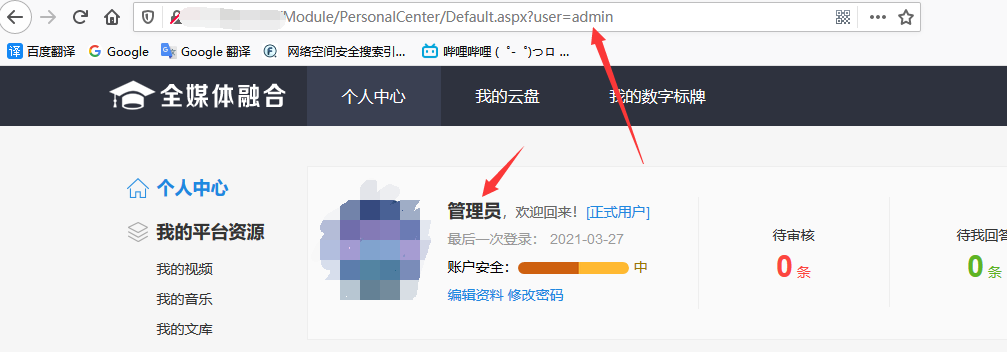 /Module/PersonalCenter/Default.aspx?user=admin
百度翻译 Google Google 翻译 网络空间安全搜索引... 哔哩哔哩 ( ゜- ゜)つロ ...
全媒体融合 个人中心 我的云盘 我的数字标牌
个人中心
我的平台资源
我的视频
我的音乐
我的文库
管理员，欢迎回来！[正式用户]
最后一次登录： 2021-03-27
账户安全： 中
编辑资料 修改密码
待审核
0 条
待我回答
0 条